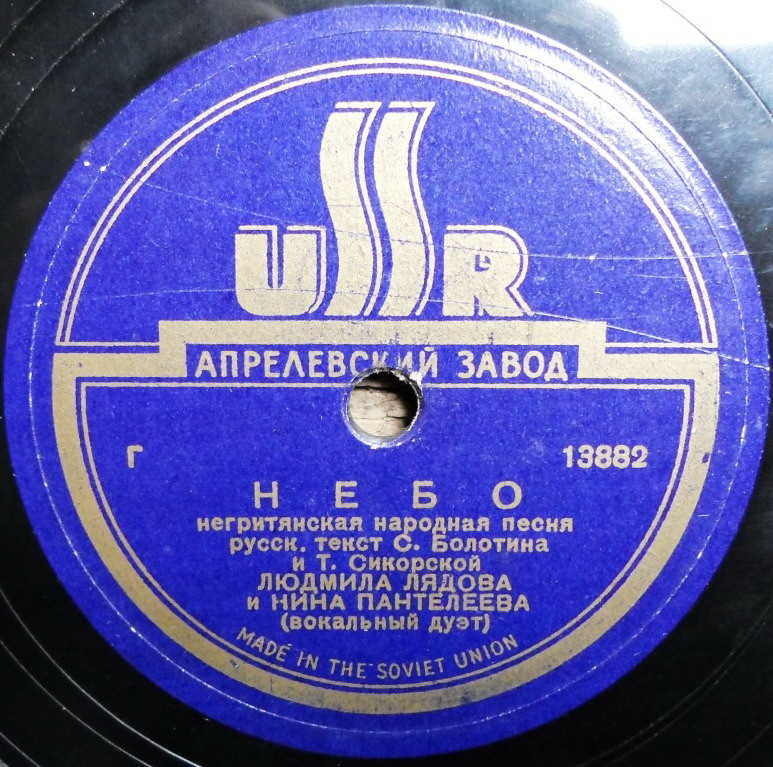 USSR
АПРЕЛЕВСКИЙ ЗАВОД
Г 13882
НЕБО
негритянская народная песня
русск. текст С. Болотина
и Т. Сикорской
ЛЮДМИЛА ЛЯДОВА
и НИНА ПАНТЕЛЕЕВА
(вокальный дуэт)
MADE IN THE SOVIET UNION